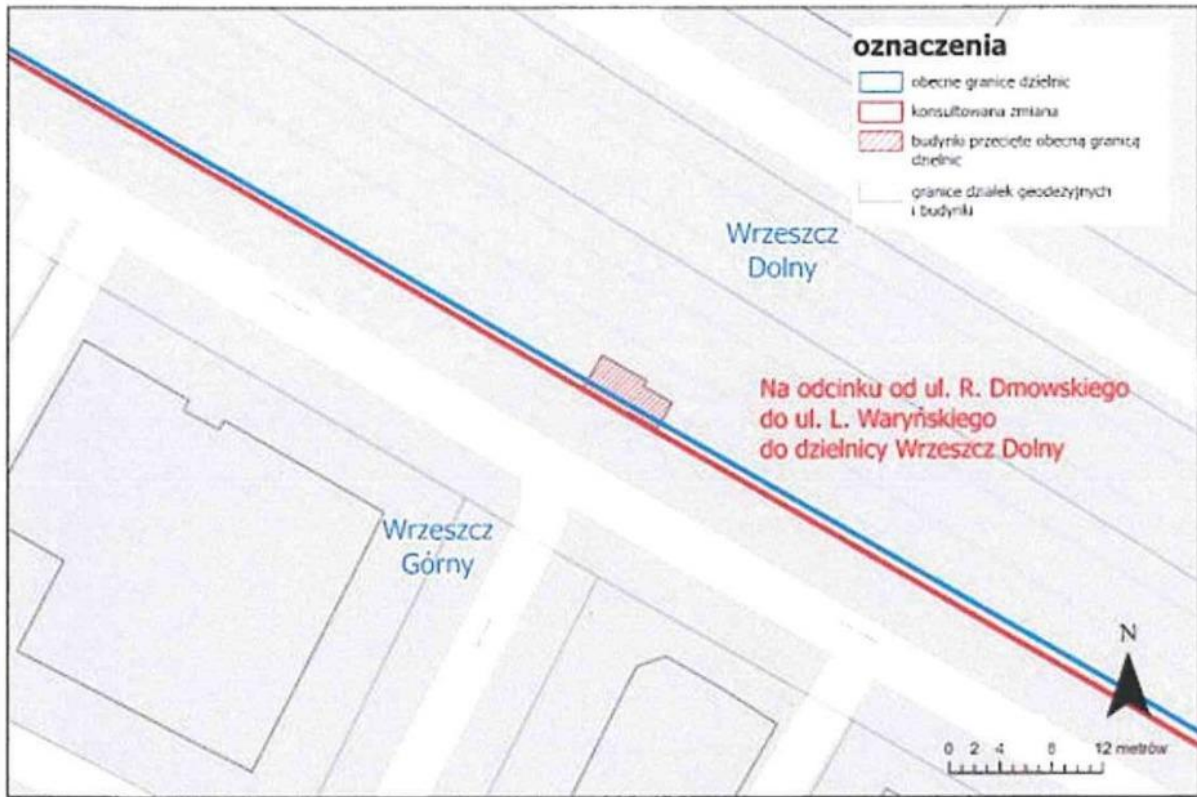 oznaczenia
obecne granice dzielnic
konsultowana zmiana
budynki przecięte obecną granicą
dzielnic
granice działek geodezyjnych
i budynki
Wrzeszcz
Dolny
Na odcinku od ul. R. Dmowskiego
do ul. L. Waryńskiego
do dzielnicy Wrzeszcz Dolny
Wrzeszcz
Górny
N
0 2 4 8 12 metrów